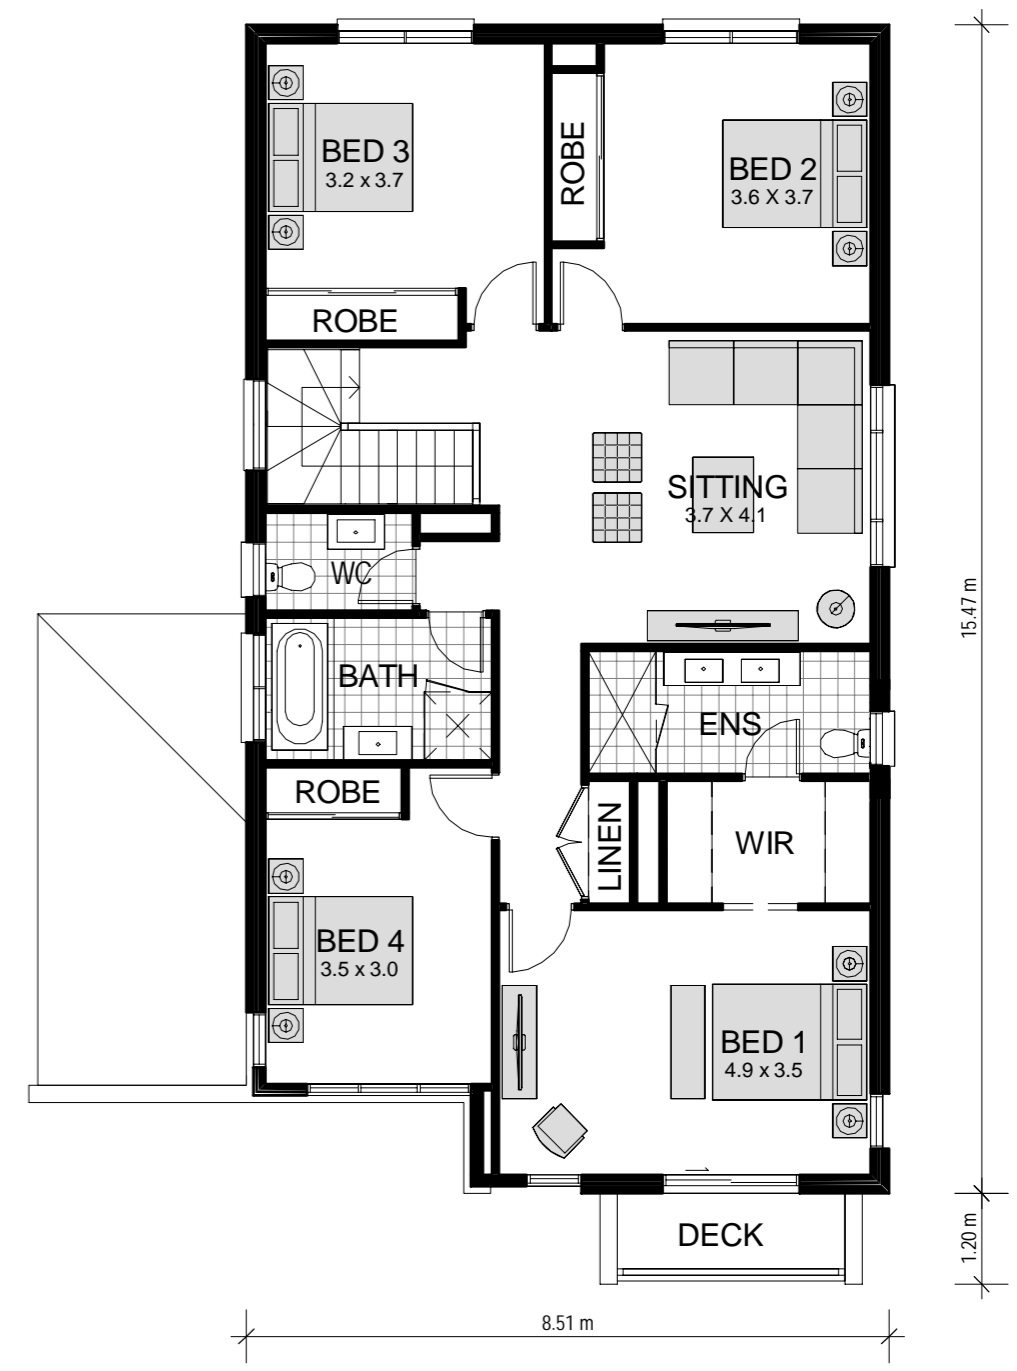 BED 3
3.2 x 3.7
ROBE
BED 2
3.6 X 3.7
ROBE
SITTING
3.7 X 4.1
WC
BATH
ENS
ROBE
LINEN
WIR
BED 4
3.5 x 3.0
BED 1
4.9 x 3.5
DECK
15.47 m
1.20 m
8.51 m